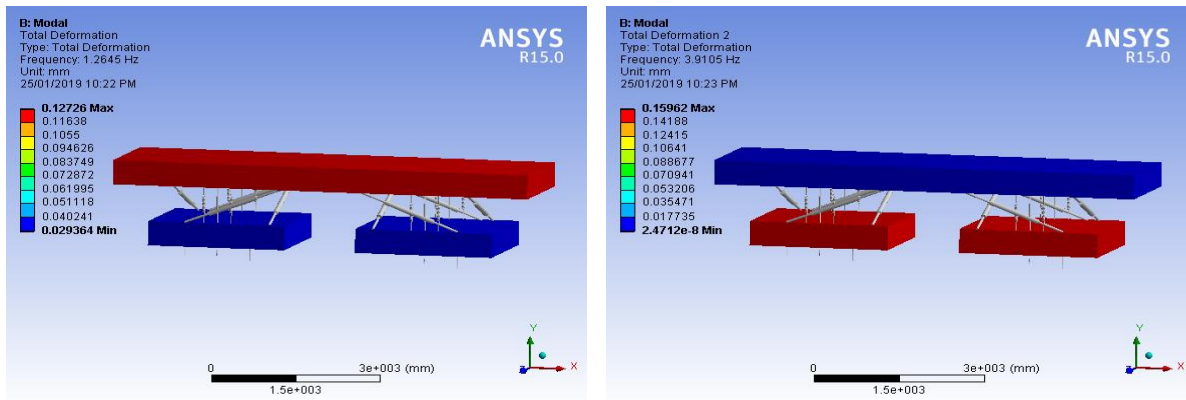 B: Modal
Total Deformation
Type: Total Deformation
Frequency: 1.2645 Hz
Unit: mm
25/01/2019 10:22 PM
ANSYS
R15.0
0.12726 Max
0.11638
0.1055
0.094626
0.083749
0.072872
0.061995
0.051118
0.040241
0.029364 Min
0
3e+003 (mm)
1.5e+003
Y
Z
X
B: Modal
Total Deformation 2
Type: Total Deformation
Frequency: 3.9105 Hz
Unit: mm
25/01/2019 10:23 PM
ANSYS
R15.0
0.15962 Max
0.14188
0.12415
0.10641
0.088677
0.070941
0.053206
0.035471
0.017735
2.4712e-8 Min
0
3e+003 (mm)
1.5e+003
Y
Z
X